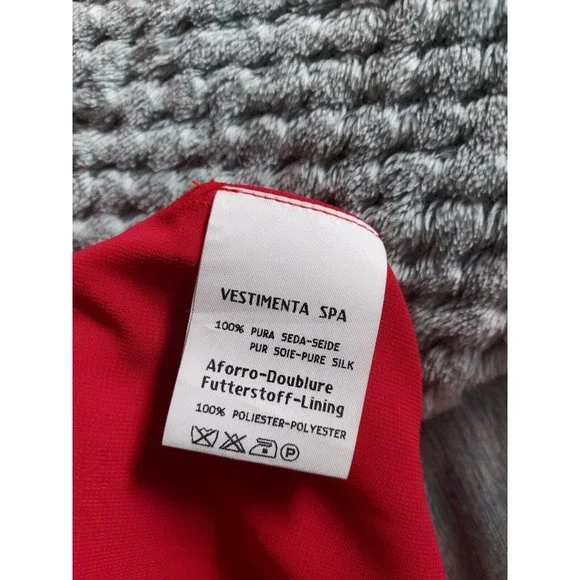 VESTIMENTA SPA
100% PURA SEDA-SEIDE
PUR SOIE-PURE SILK
Aforro-Doublure
Futterstoff-Lining
100% POLIESTER-POLYESTER
P